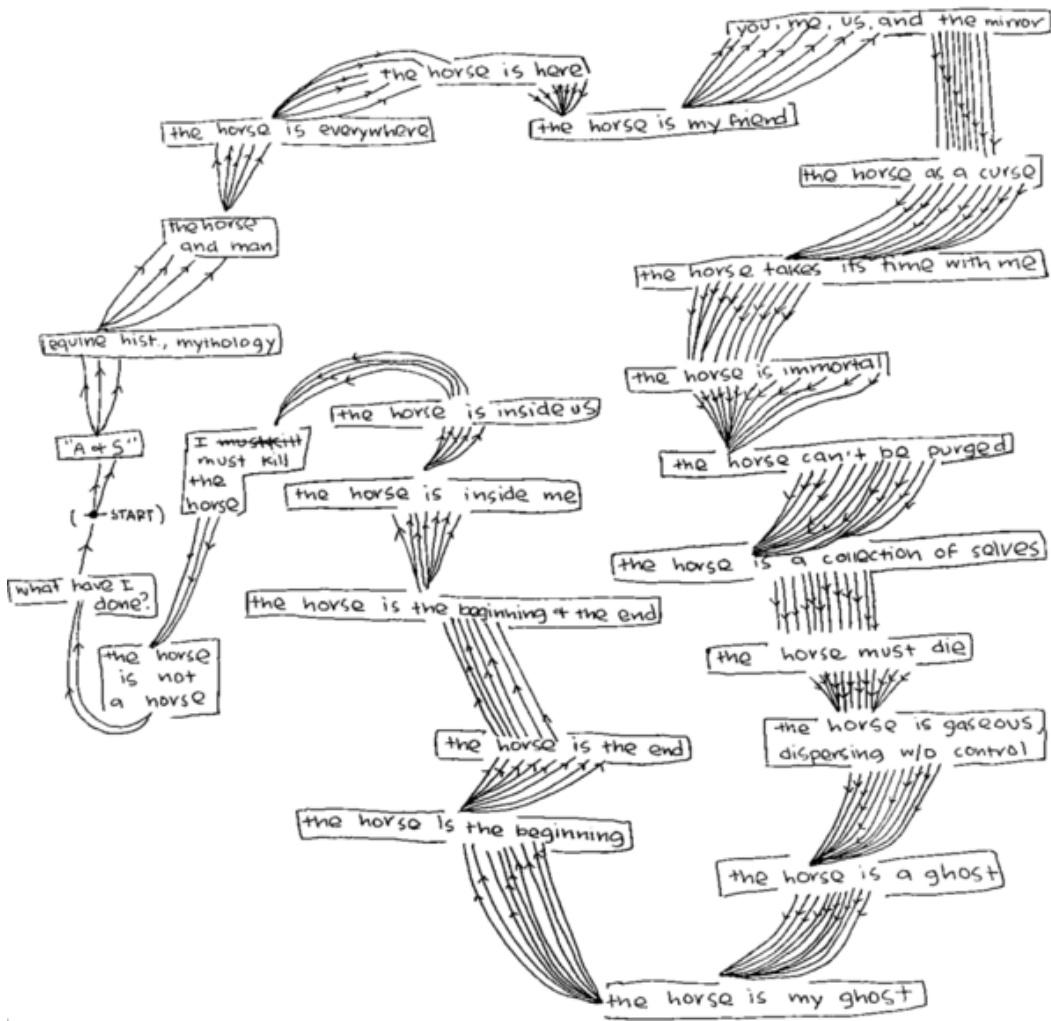 (START)
"A & S"
equine hist., mythology
the horse
and man
the horse is everywhere
the horse is here
the horse is my friend
you, me, us, and the mirror
the horse as a curse
the horse takes its time with me
the horse is immortal
the horse can't be purged
the horse is a collection of selves
the horse must die
the horse is gaseous,
dispersing w/o control
the horse is a ghost
the horse is my ghost
the horse is the beginning
the horse is the end
the horse is the beginning & the end
the horse is inside me
the horse is inside us
I must kill
must kill
the
horse
the horse
is not
a horse
what have I
done?